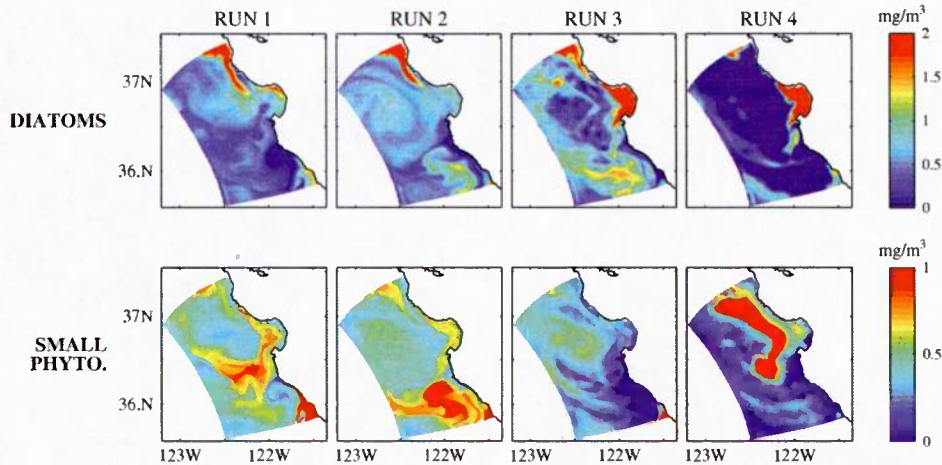 RUN 1 RUN 2 RUN 3 RUN 4 mg/m³
DIATOMS
37N
36.N
2
1.5
1
0.5
0
mg/m³
SMALL
PHYTO.
37N
36.N
1
0.5
0
123W 122W 123W 122W 123W 122W 123W 122W